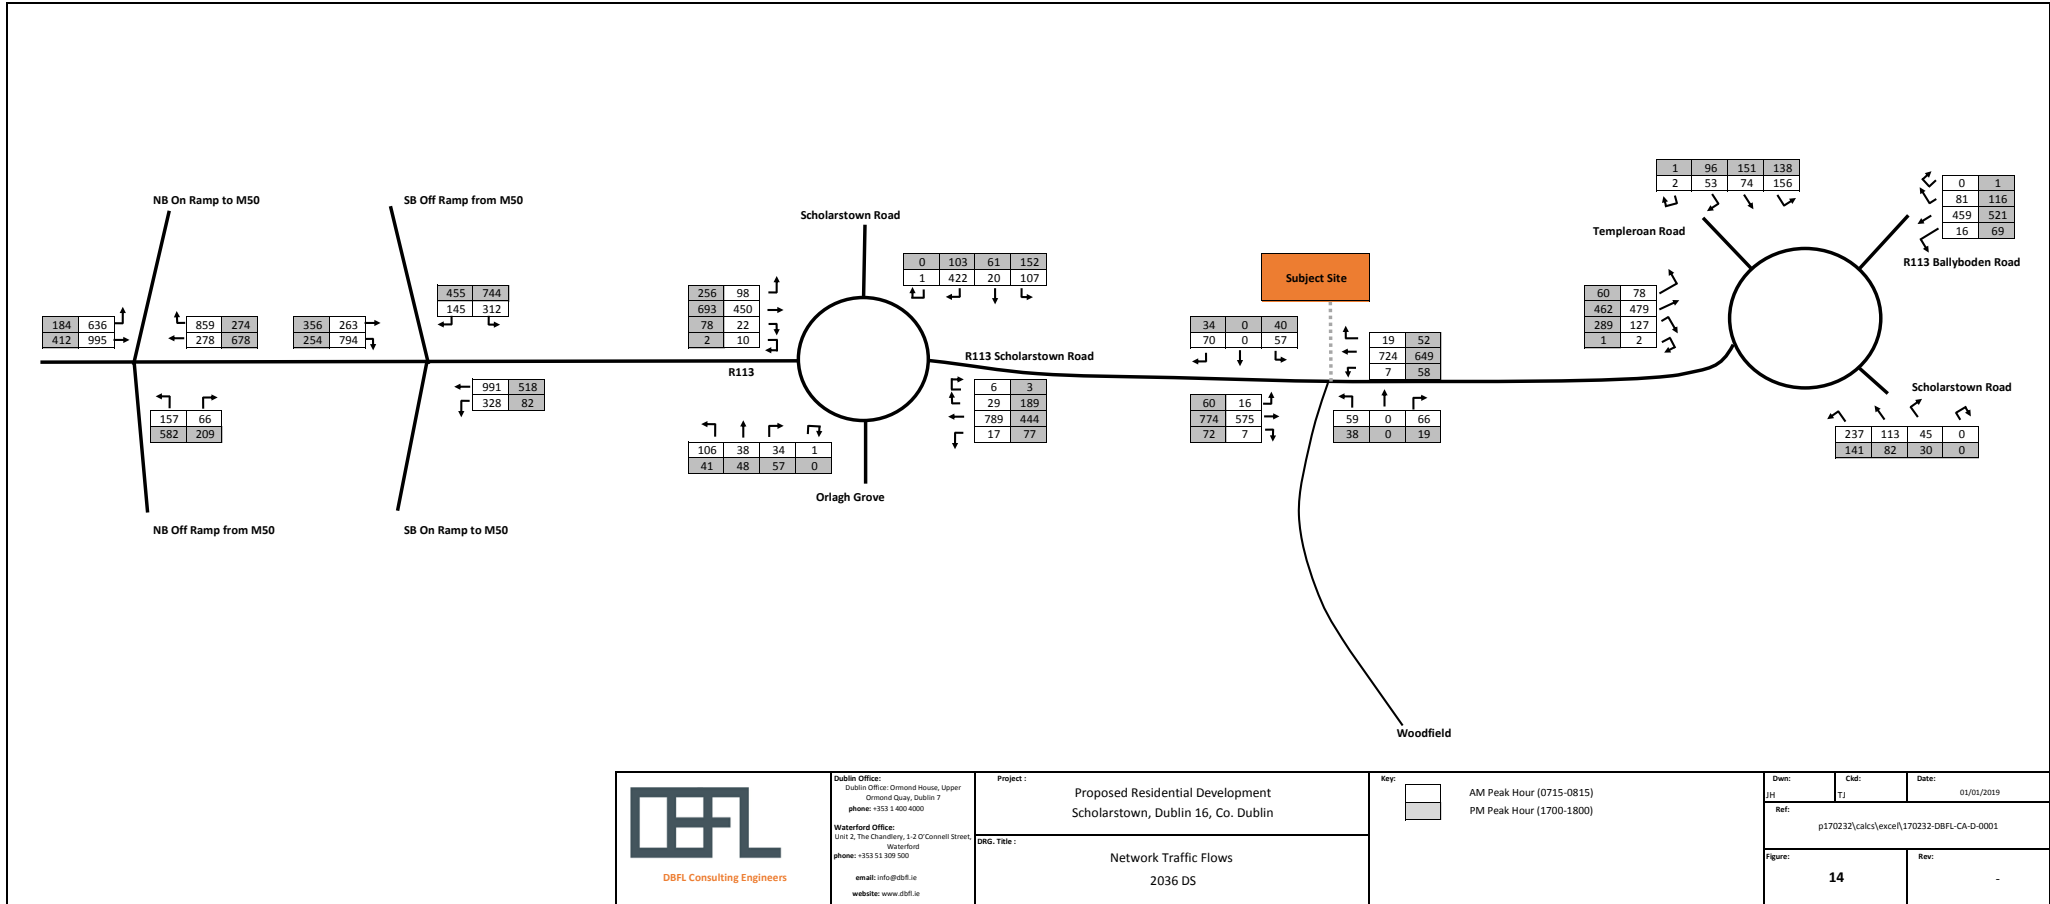 1 96 151 138
2 53 74 156
0 1
81 116
459 521
16 69
NB On Ramp to M50
SB Off Ramp from M50
Scholarstown Road
Templeroan Road
R113 Ballyboden Road
0 103 61 152
1 422 20 107
Subject Site
455 744
145 312
256 98
693 450
78 22
2 10
60 78
462 479
289 127
1 2
184 636
412 995
859 274
278 678
356 263
254 794
34 0 40
70 0 57
19 52
724 649
7 58
R113
R113 Scholarstown Road
991 518
328 82
6 3
29 189
789 444
17 77
60 16
774 575
72 7
59 0 66
38 0 19
Scholarstown Road
157 66
582 209
106 38 34 1
41 48 57 0
237 113 45 0
141 82 30 0
Orlagh Grove
NB Off Ramp from M50
SB On Ramp to M50
Woodfield
DBFL
DBFL Consulting Engineers
Dublin Office:
Dublin Office: Ormond House, Upper
Ormond Quay, Dublin 7
phone: +353 1 400 4000
Waterford Office:
Unit 2, The Chandlery, 1-2 O'Connell Street,
Waterford
phone: +353 51 309 500
email: info@dbfl.ie
website: www.dbfl.ie
Project :
Proposed Residential Development
Scholarstown, Dublin 16, Co. Dublin
DRG. Title :
Network Traffic Flows
2036 DS
Key:
AM Peak Hour (0715-0815)
PM Peak Hour (1700-1800)
Dwn:
JH
Ckd:
TJ
Date:
01/01/2019
Ref:
p170232\calcs\excel\170232-DBFL-CA-D-0001
Figure:
14
Rev:
-